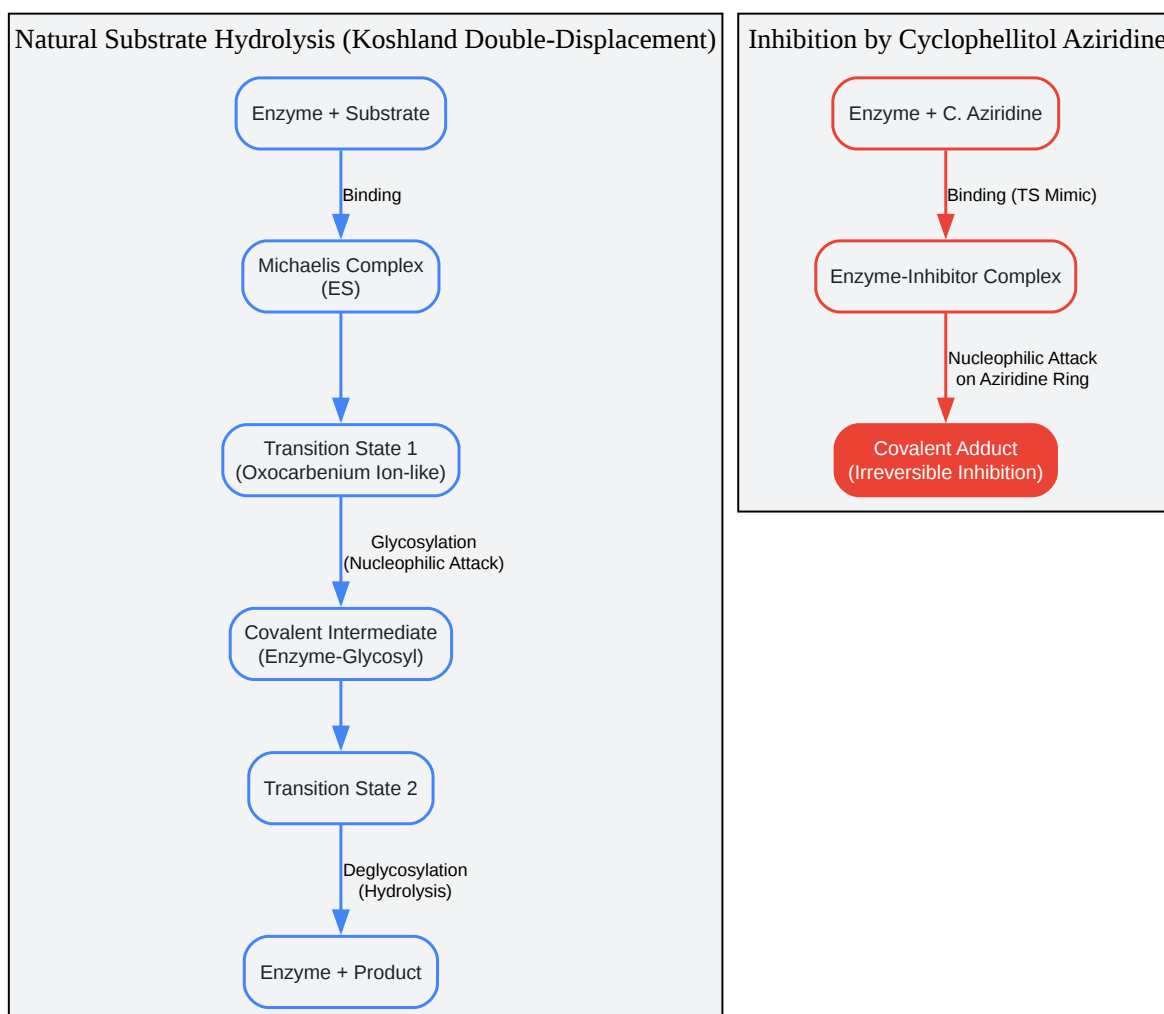 Natural Substrate Hydrolysis (Koshland Double-Displacement)
Enzyme + Substrate
Binding
Michaelis Complex
(ES)
Transition State 1
(Oxocarbenium Ion-like)
Glycosylation
(Nucleophilic Attack)
Covalent Intermediate
(Enzyme-Glycosyl)
Transition State 2
Deglycosylation
(Hydrolysis)
Enzyme + Product
Inhibition by Cyclophellitol Aziridine
Enzyme + C. Aziridine
Binding (TS Mimic)
Enzyme-Inhibitor Complex
Nucleophilic Attack
on Aziridine Ring
Covalent Adduct
(Irreversible Inhibition)